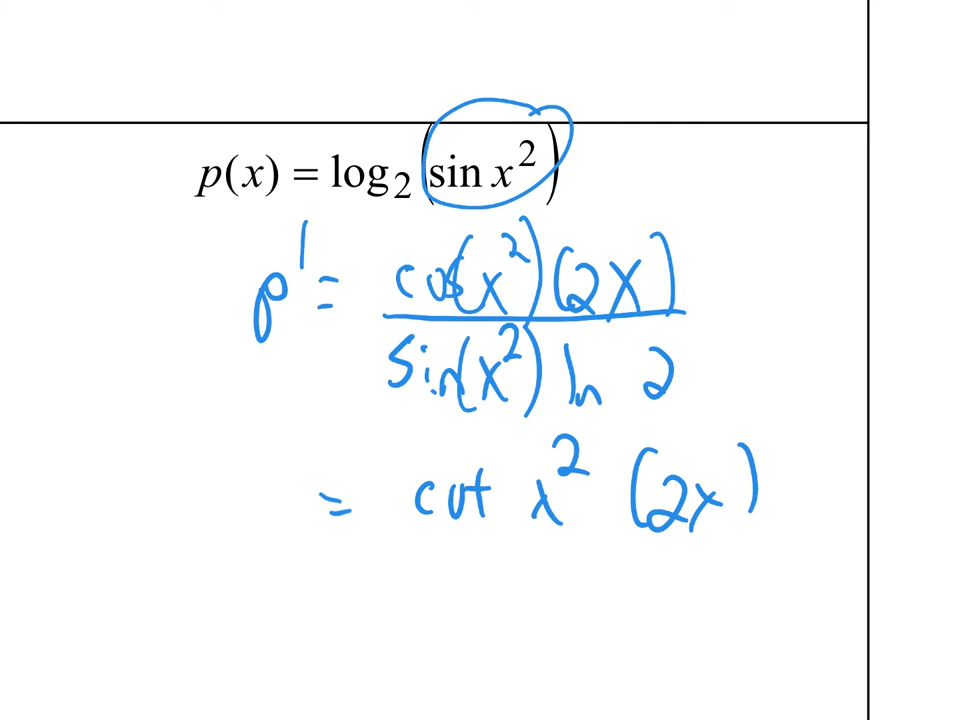 p(x) = log₂(sin x²)
p' = cos(x²)(2x) / sin(x²) ln 2
= cot x² (2x)